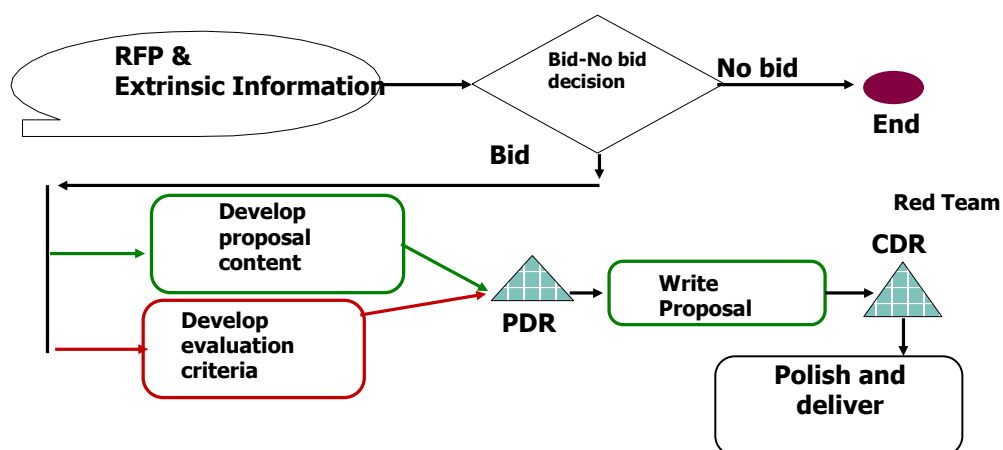 RFP &
Extrinsic Information
Bid-No bid
decision
No bid
End
Bid
Develop
proposal
content
Develop
evaluation
criteria
PDR
Write
Proposal
Red Team
CDR
Polish and
deliver